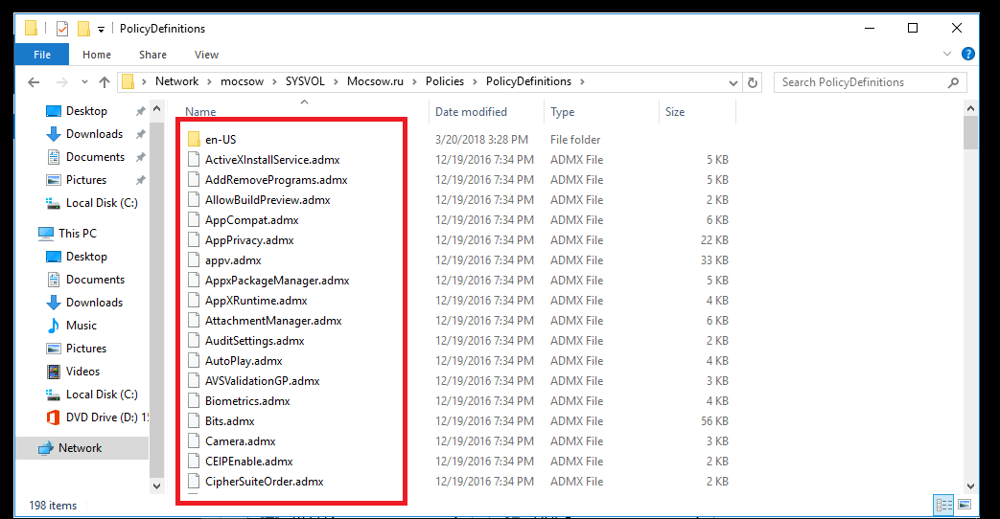 PolicyDefinitions
File Home Share View
Network mocsow SYSVOL Mocsow.ru Policies PolicyDefinitions
Search PolicyDefinitions
Desktop
Downloads
Documents
Pictures
Local Disk (C:)
This PC
Desktop
Documents
Downloads
Music
Pictures
Videos
Local Disk (C:)
DVD Drive (D:) 15
Network
Name Date modified Type Size
en-US 3/20/2018 3:28 PM File folder
ActiveXInstallService.admx 12/19/2016 7:34 PM ADMX File 5 KB
AddRemovePrograms.admx 12/19/2016 7:34 PM ADMX File 5 KB
AllowBuildPreview.admx 12/19/2016 7:34 PM ADMX File 2 KB
AppCompat.admx 12/19/2016 7:34 PM ADMX File 6 KB
AppPrivacy.admx 12/19/2016 7:34 PM ADMX File 22 KB
appv.admx 12/19/2016 7:34 PM ADMX File 33 KB
AppxPackageManager.admx 12/19/2016 7:34 PM ADMX File 5 KB
AppXRuntime.admx 12/19/2016 7:34 PM ADMX File 4 KB
AttachmentManager.admx 12/19/2016 7:34 PM ADMX File 6 KB
AuditSettings.admx 12/19/2016 7:34 PM ADMX File 2 KB
AutoPlay.admx 12/19/2016 7:34 PM ADMX File 4 KB
AVSValidationGP.admx 12/19/2016 7:34 PM ADMX File 3 KB
Biometrics.admx 12/19/2016 7:34 PM ADMX File 4 KB
Bits.admx 12/19/2016 7:34 PM ADMX File 56 KB
Camera.admx 12/19/2016 7:34 PM ADMX File 3 KB
CEIPEnable.admx 12/19/2016 7:34 PM ADMX File 2 KB
CipherSuiteOrder.admx 12/19/2016 7:34 PM ADMX File 2 KB
198 items